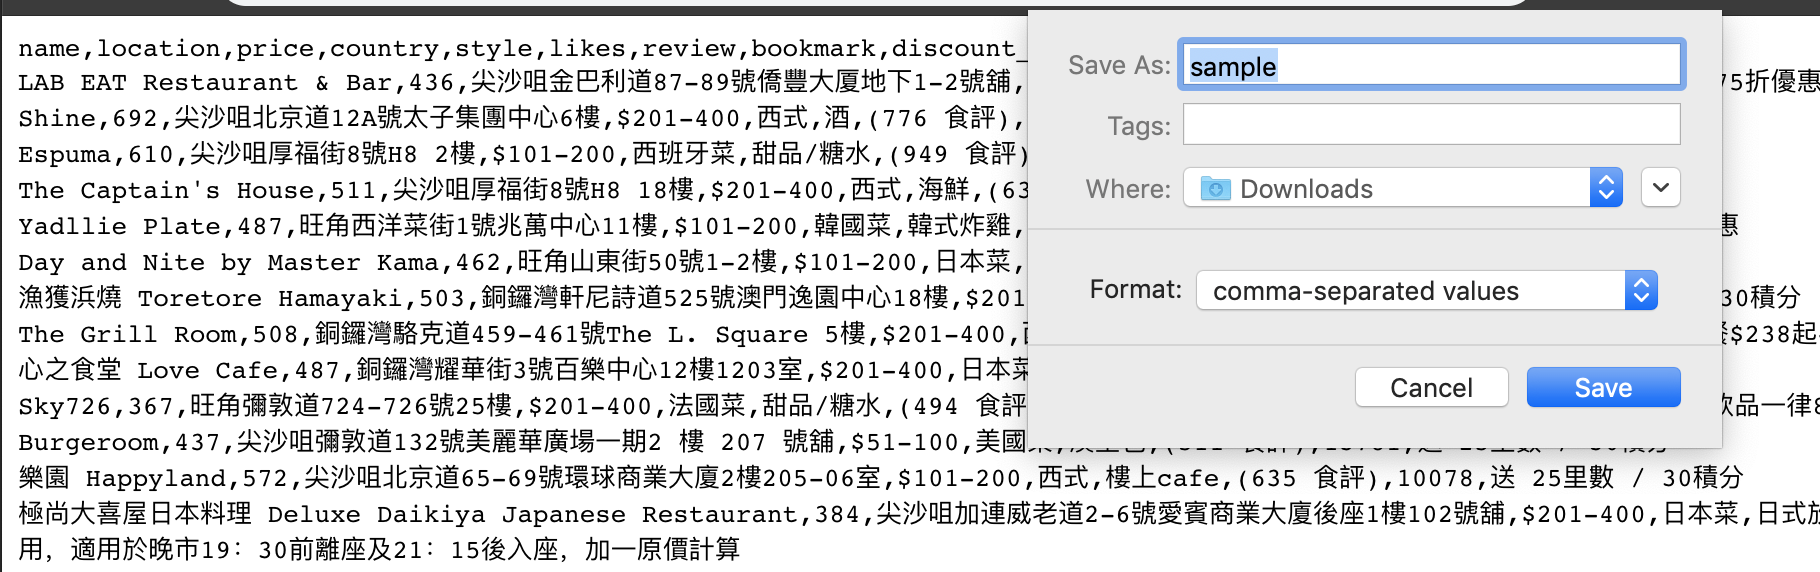 name,location,price,country,style,likes,review,bookmark,discount_
LAB EAT Restaurant & Bar,436,尖沙咀金巴利道87-89號僑豐大厦地下1-2號舖,
75折優惠
Shine,692,尖沙咀北京道12A號太子集團中心6樓,$201-400,西式,酒,(776 食評),
Espuma,610,尖沙咀厚福街8號H8 2樓,$101-200,西班牙菜,甜品/糖水,(949 食評)
The Captain's House,511,尖沙咀厚福街8號H8 18樓,$201-400,西式,海鮮,(63
Yadllie Plate,487,旺角西洋菜街1號兆萬中心11樓,$101-200,韓國菜,韓式炸雞,
惠
Day and Nite by Master Kama,462,旺角山東街50號1-2樓,$101-200,日本菜,
漁獲浜燒 Toretore Hamayaki,503,銅鑼灣軒尼詩道525號澳門逸園中心18樓,$201
30積分
The Grill Room,508,銅鑼灣駱克道459-461號The L. Square 5樓,$201-400,
$238起
心之食堂 Love Cafe,487,銅鑼灣耀華街3號百樂中心12樓1203室,$201-400,日本菜
Sky726,367,旺角彌敦道724-726號25樓,$201-400,法國菜,甜品/糖水,(494 食評
飲品一律8
Burgeroom,437,尖沙咀彌敦道132號美麗華廣場一期2 樓 207 號舖,$51-100,美國
樂園 Happyland,572,尖沙咀北京道65-69號環球商業大廈2樓205-06室,$101-200,西式,樓上cafe,(635 食評),10078,送 25里數 / 30積分
極尚大喜屋日本料理 Deluxe Daikiya Japanese Restaurant,384,尖沙咀加連威老道2-6號愛賓商業大廈後座1樓102號舖,$201-400,日本菜,日式放
用，適用於晚市19：30前離座及21：15後入座，加一原價計算
Save As: sample
Tags:
Where: Downloads
Format: comma-separated values
Cancel Save